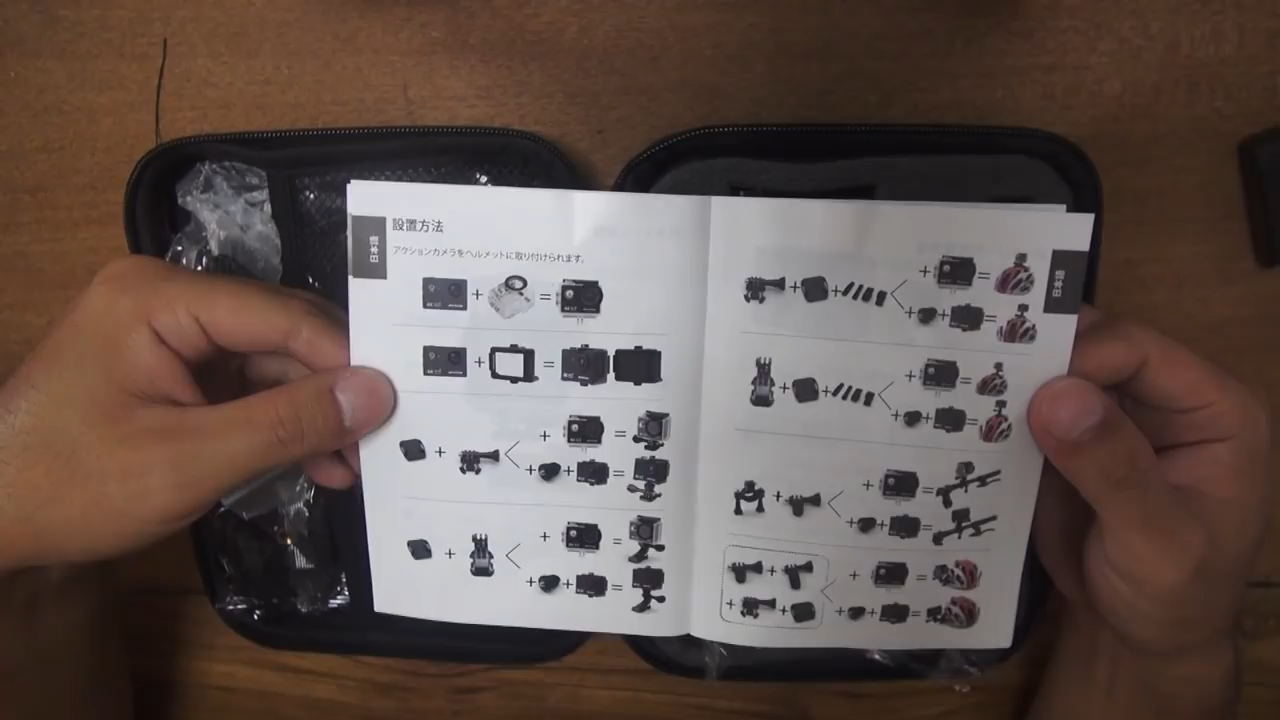 日本語
設置方法
アクションカメラをヘルメットに取り付けられます。
日本語